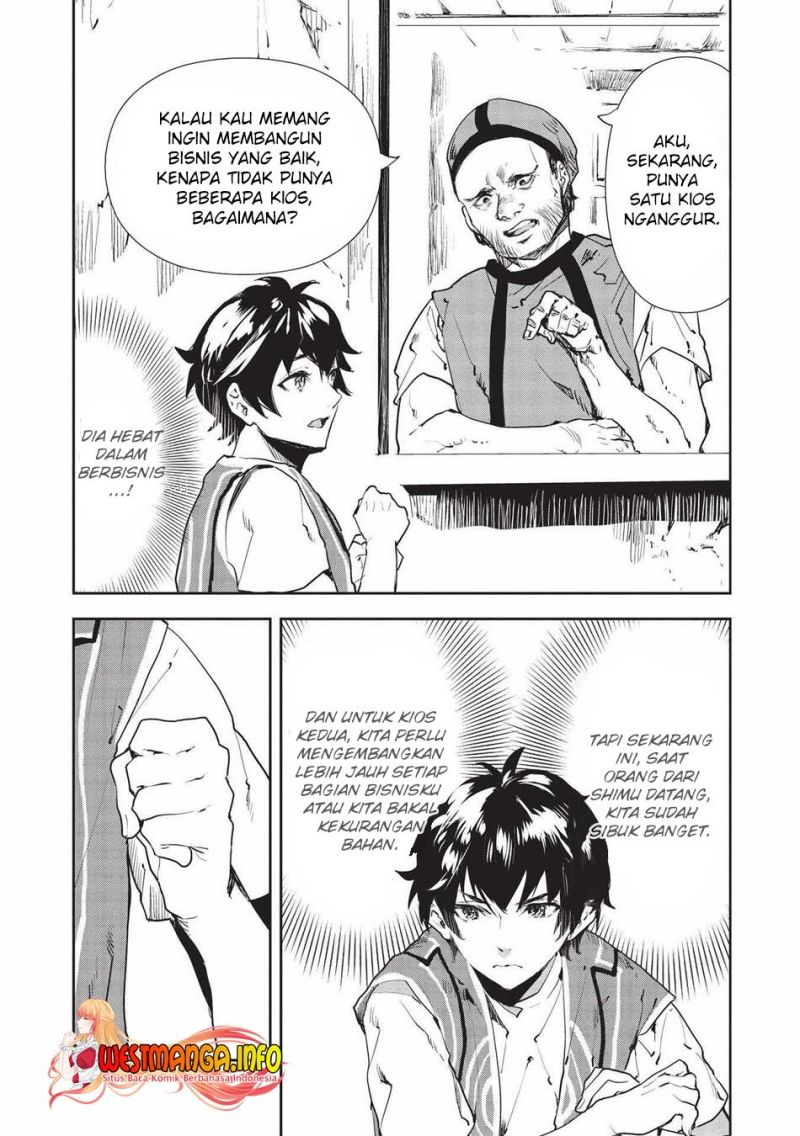 AKU,
SEKARANG,
PUNYA
SATU KIOS
NGANGGUR.
KALAU KAU MEMANG
INGIN MEMBANGUN
BISNIS YANG BAIK,
KENAPA TIDAK PUNYA
BEBERAPA KIOS,
BAGAIMANA?
DIA HEBAT
DALAM
BERBISNIS
...!
TAPI SEKARANG
INI, SAAT
ORANG DARI
SHIMU DATANG,
KITA SUDAH
SIBUK BANGET.
DAN UNTUK KIOS
KEDUA, KITA PERLU
MENGEMBANGKAN
LEBIH JAUH SETIAP
BAGIAN BISNISKU
ATAU KITA BAKAL
KEKURANGAN
BAHAN.
WESTMANGA.INFO
Situs Baca Komik Berbahasa Indonesia